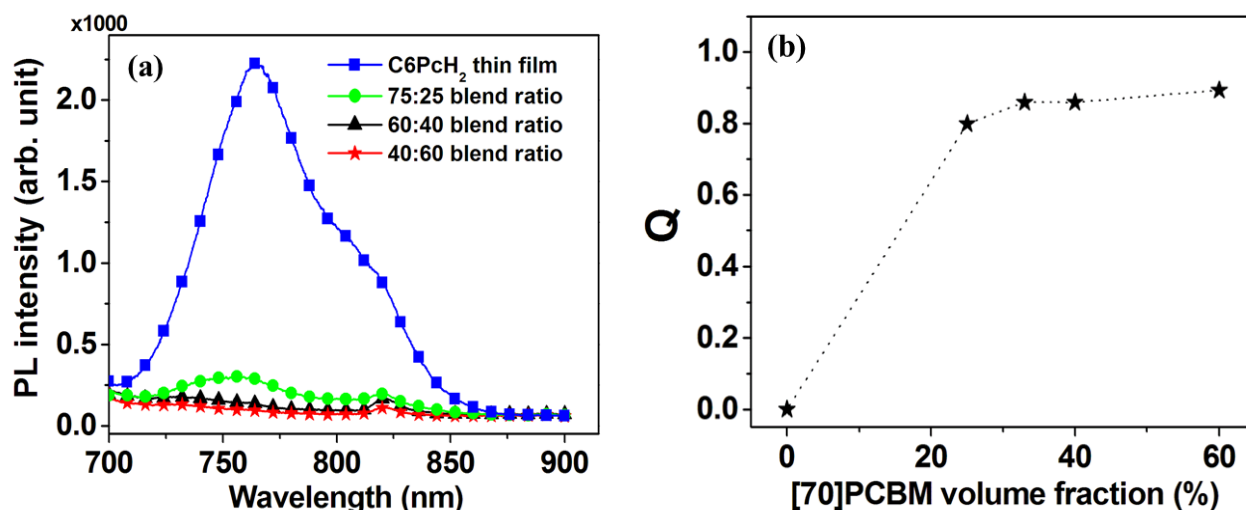 x1000
(a)
C6PcH2 thin film
75:25 blend ratio
60:40 blend ratio
40:60 blend ratio
PL intensity (arb. unit)
2.0
1.5
1.0
0.5
0.0
700 750 800 850 900
Wavelength (nm)
(b)
Q
1.0
0.8
0.6
0.4
0.2
0.0
0 20 40 60
[70]PCBM volume fraction (%)